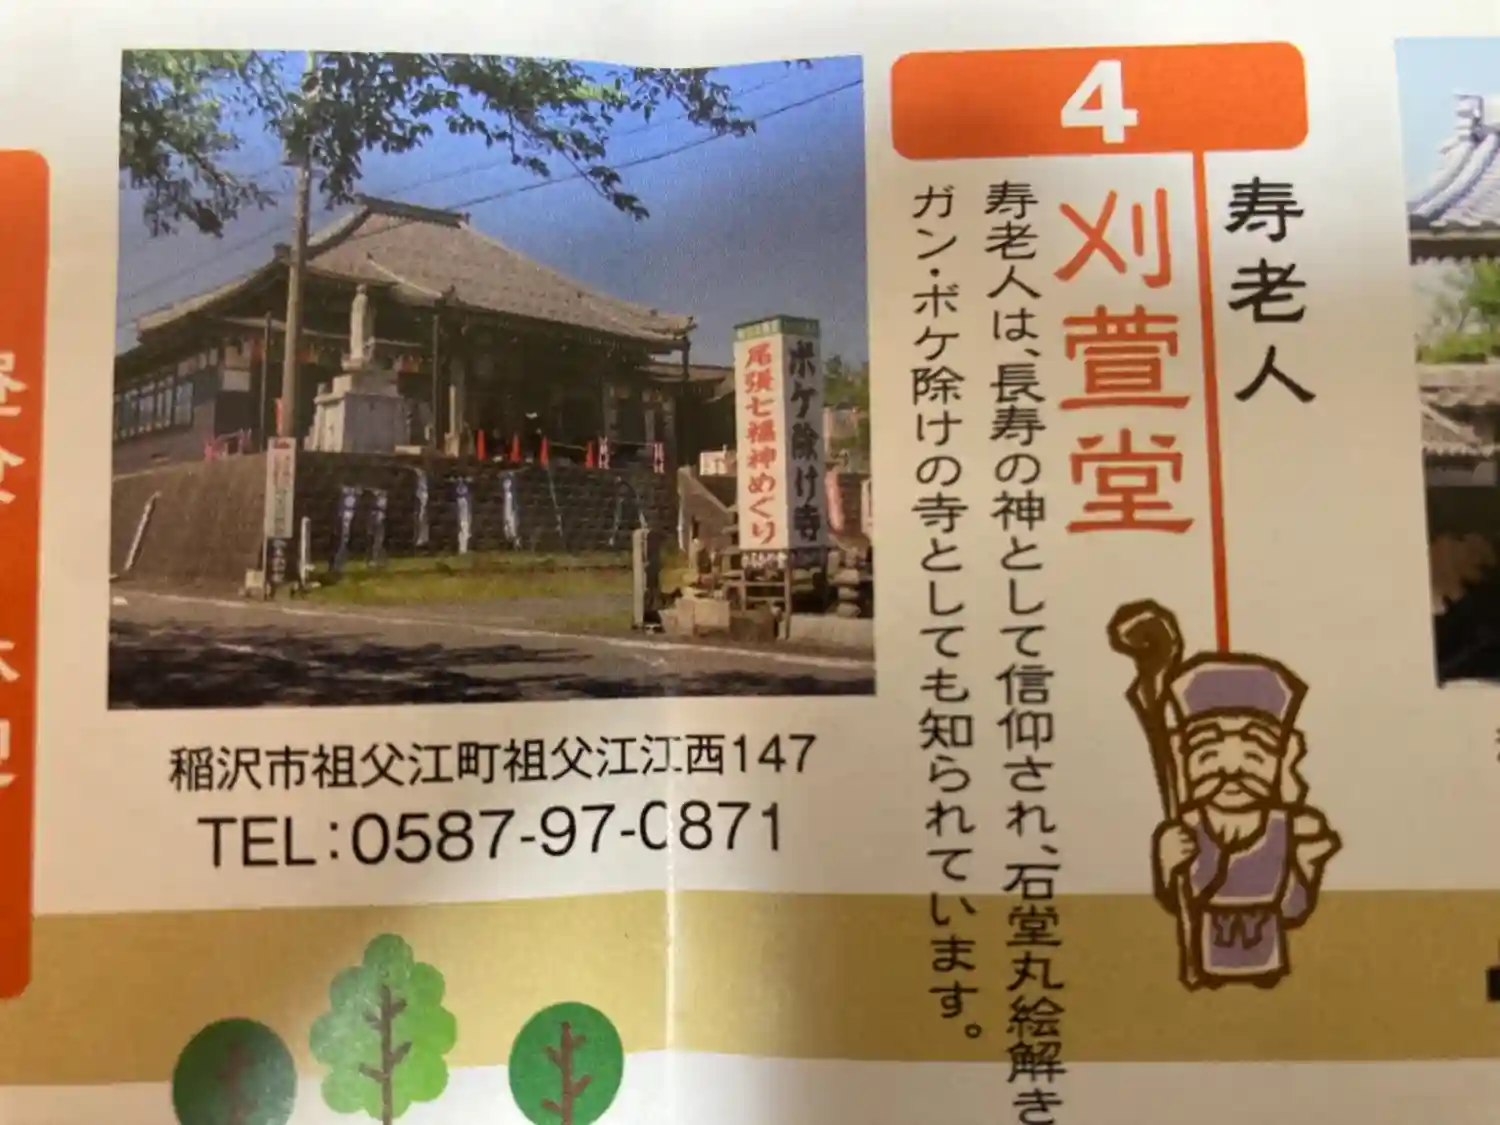 4
寿老人
刈萱堂
寿老人は、長寿の神として信仰され、石堂丸絵解き
ガン・ボケ除けの寺としても知られています。
ボケ除け寺
尾張七福神めぐり
稲沢市祖父江町祖父江江西147
TEL:0587-97-0871